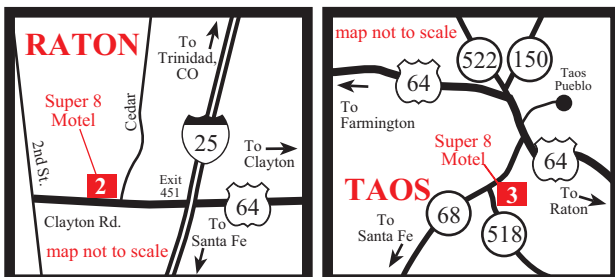 RATON
To
Trinidad,
CO
Super 8
Motel
Cedar
2nd St.
2
25
To
Clayton
Exit
451
64
Clayton Rd.
To
Santa Fe
map not to scale
map not to scale
522
150
64
Taos
Pueblo
To
Farmington
Super 8
Motel
64
TAOS
3
To
Raton
68
To
Santa Fe
518